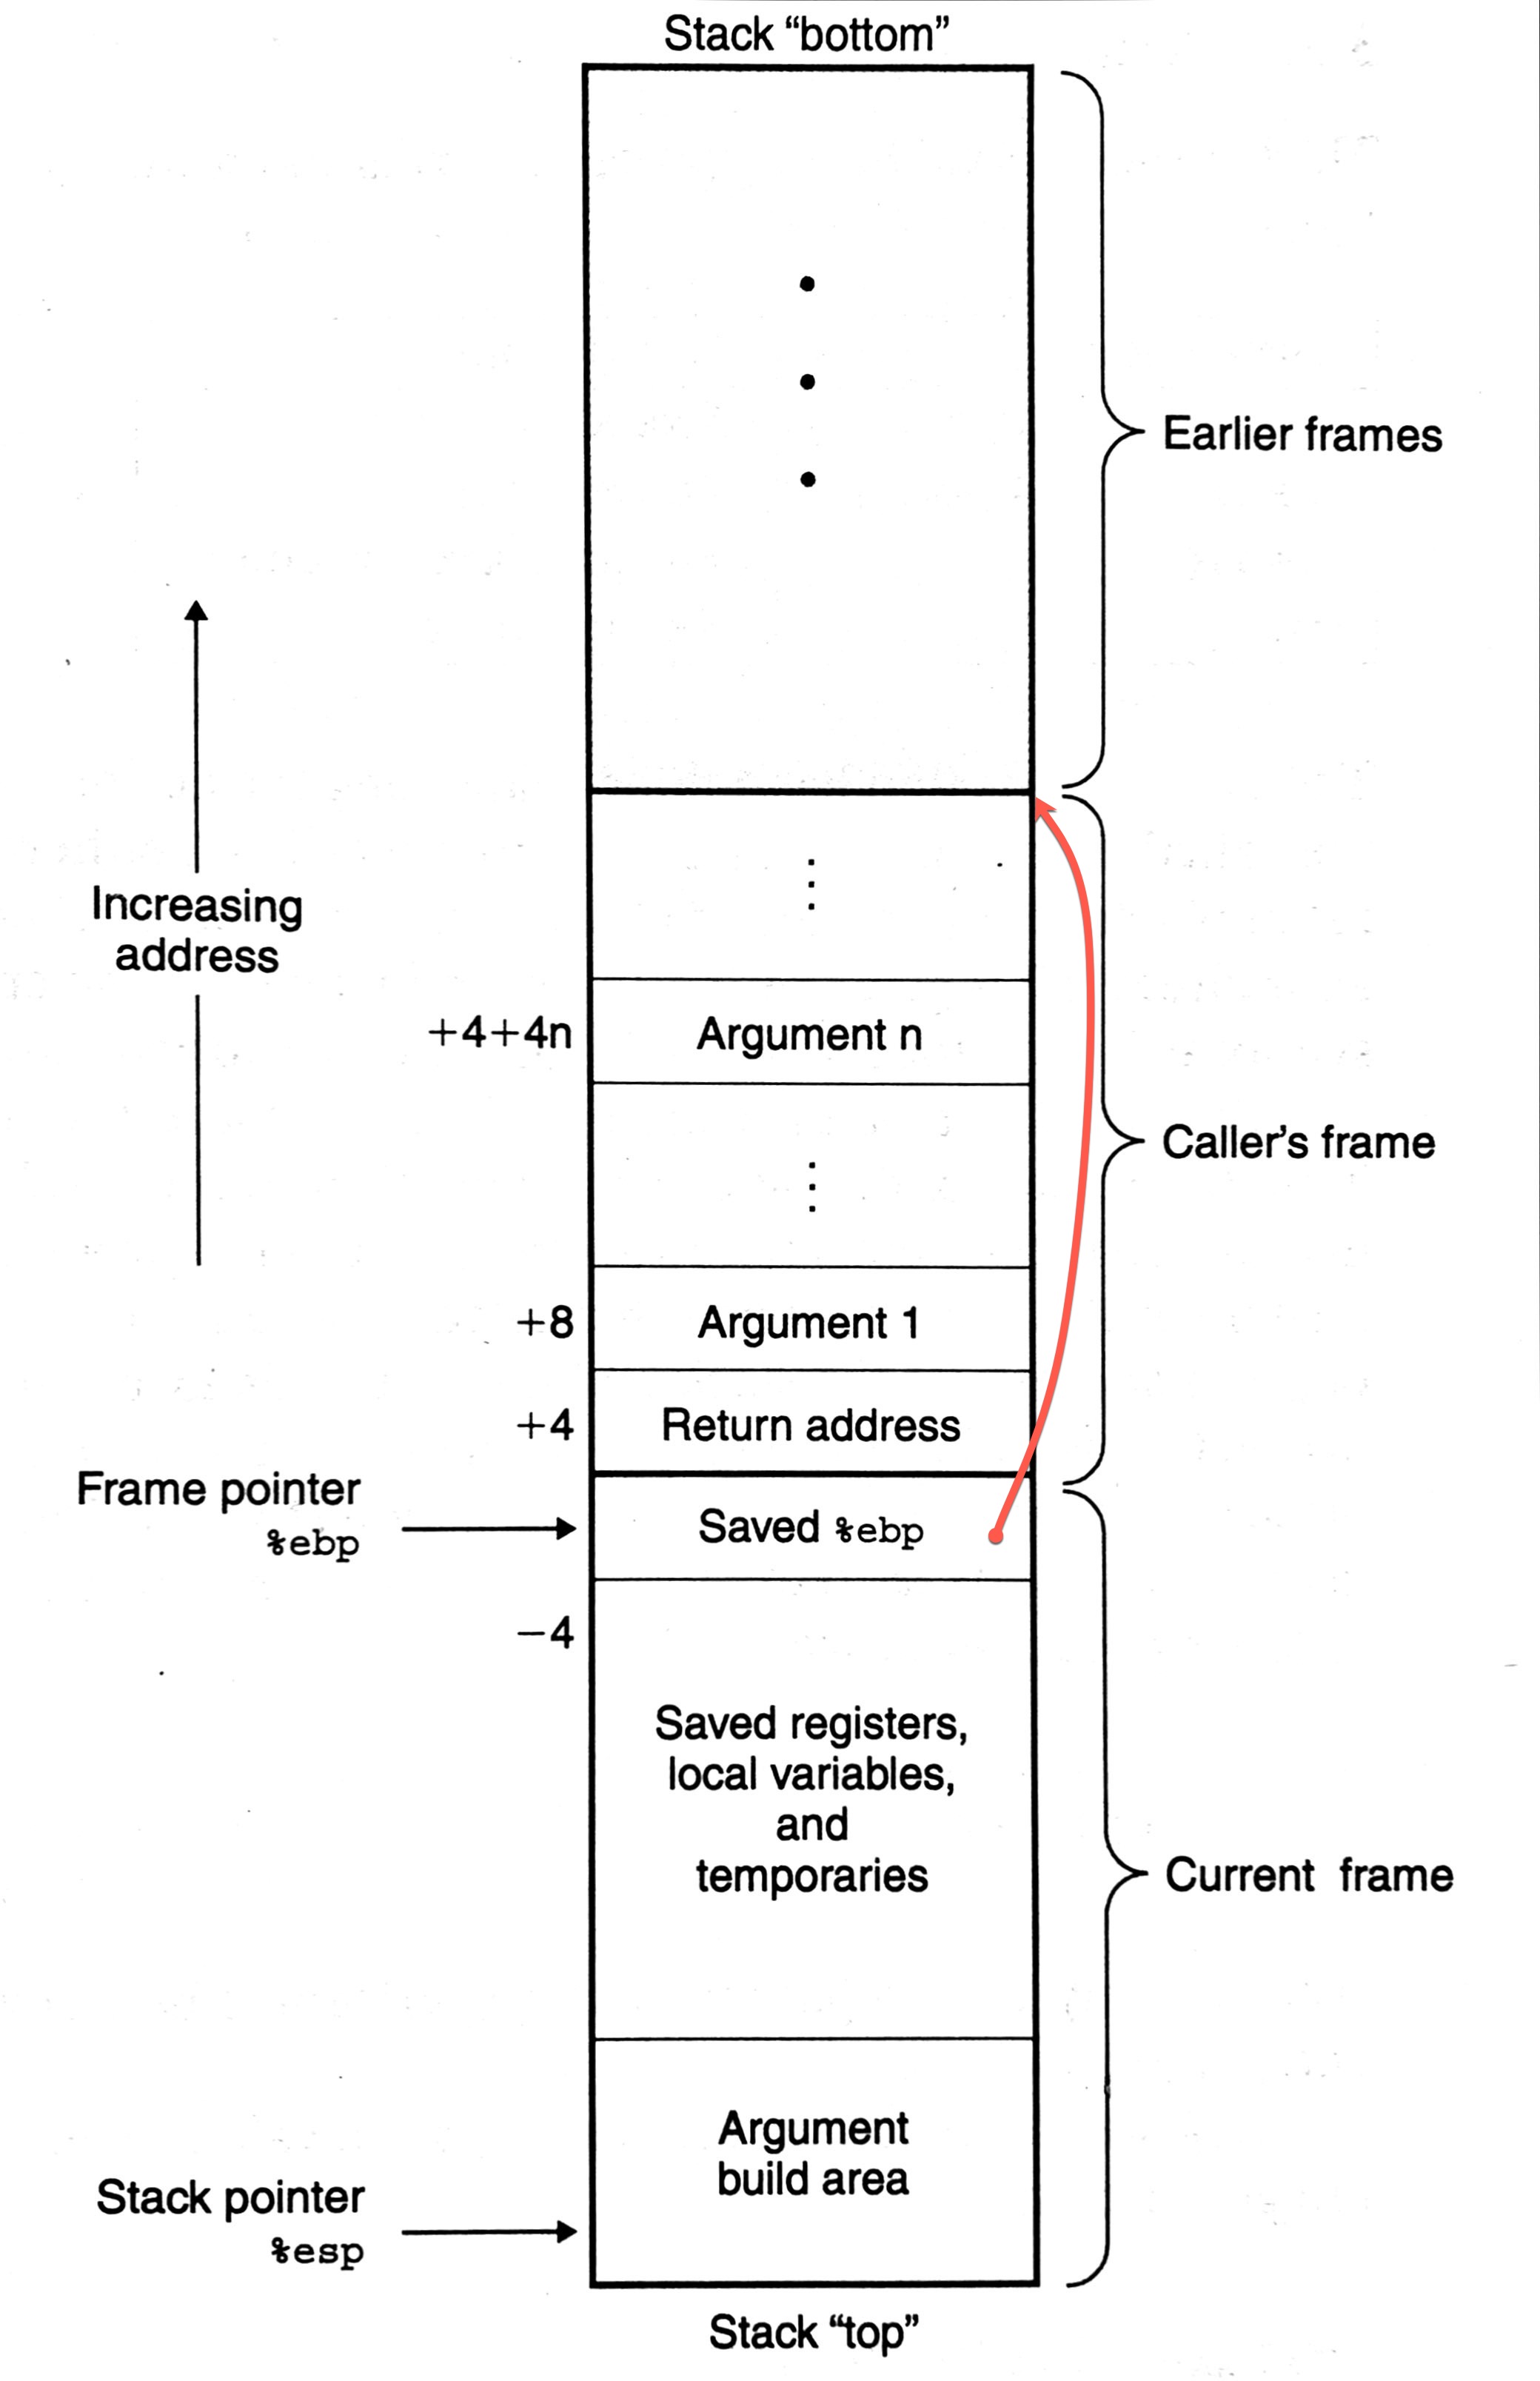 Stack “bottom”
Earlier frames
Increasing
address
+4+4n
Argument n
Caller’s frame
+8
Argument 1
+4
Return address
Frame pointer
%ebp
Saved %ebp
−4
Saved registers,
local variables,
and
temporaries
Current frame
Argument
build area
Stack pointer
%esp
Stack “top”